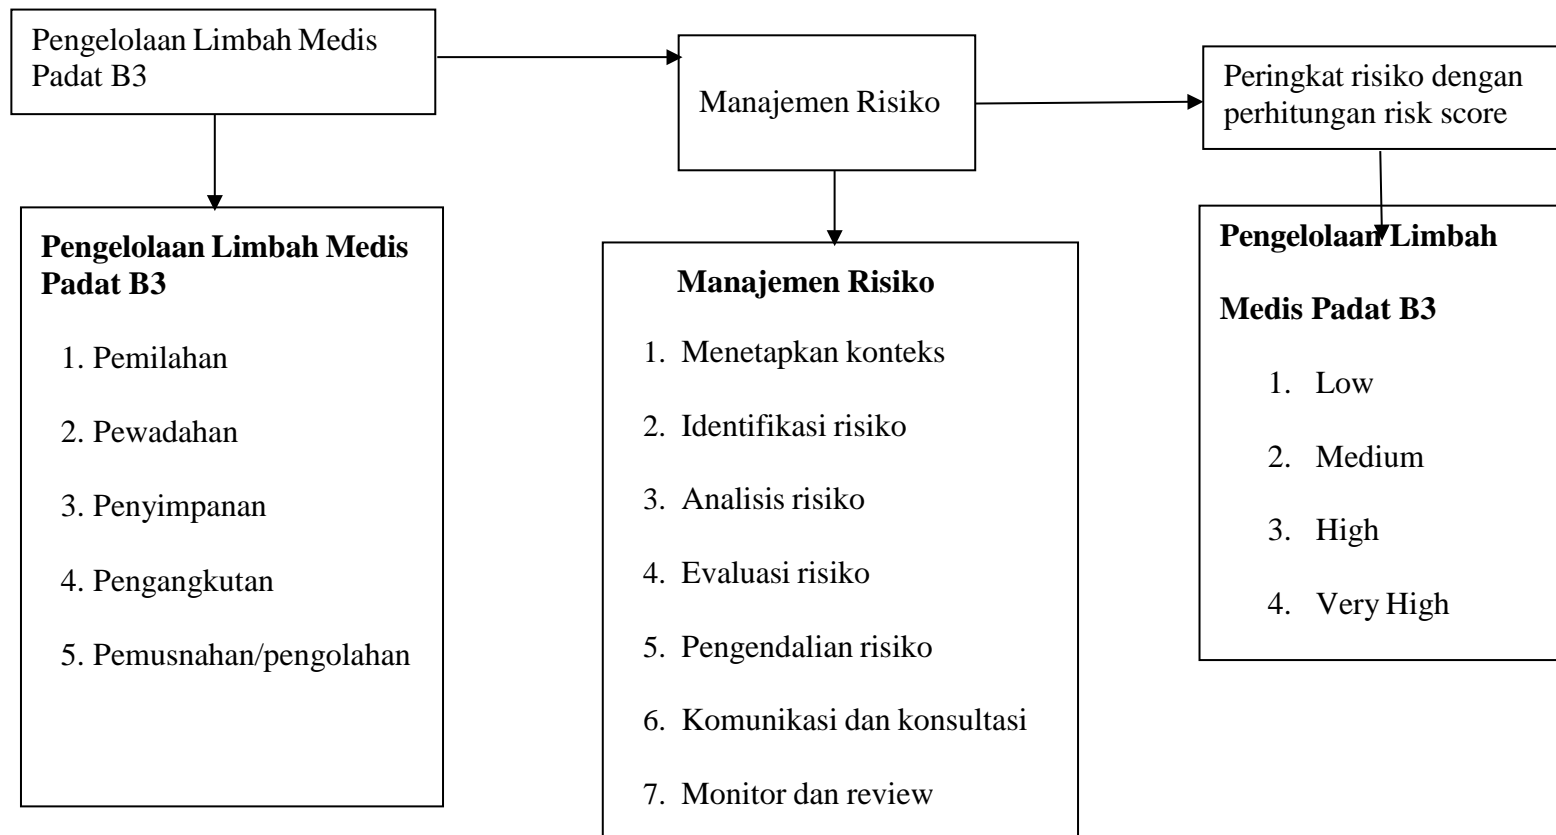 Pengelolaan Limbah Medis
Padat B3
Manajemen Risiko
Peringkat risiko dengan
perhitungan risk score
Pengelolaan Limbah Medis
Padat B3
1. Pemilahan
2. Pewadahan
3. Penyimpanan
4. Pengangkutan
5. Pemusnahan/pengolahan
Manajemen Risiko
1. Menetapkan konteks
2. Identifikasi risiko
3. Analisis risiko
4. Evaluasi risiko
5. Pengendalian risiko
6. Komunikasi dan konsultasi
7. Monitor dan review
Pengelolaan Limbah
Medis Padat B3
1. Low
2. Medium
3. High
4. Very High